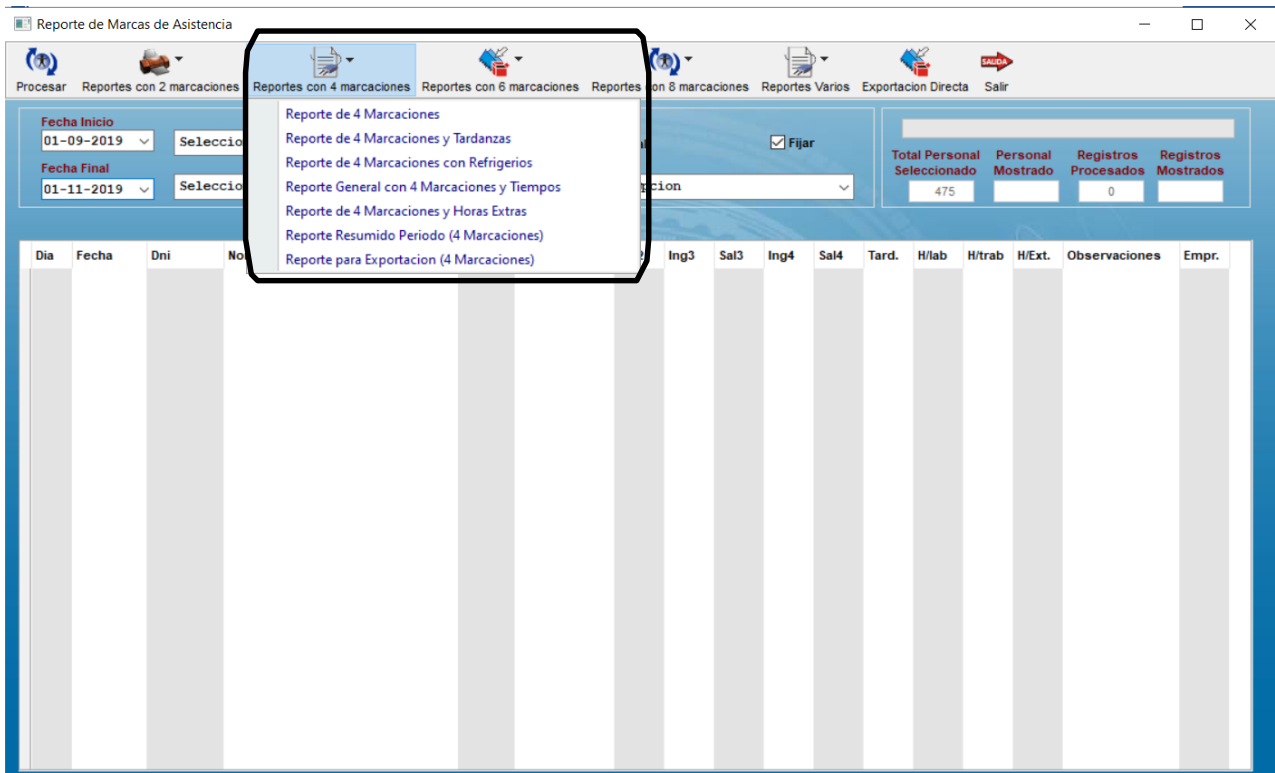 Reporte de Marcas de Asistencia
Procesar Reportes con 2 marcaciones Reportes con 4 marcaciones Reportes con 6 marcaciones Reportes con 8 marcaciones Reportes Varios Exportacion Directa SALIDA Salir
Reporte de 4 Marcaciones
Reporte de 4 Marcaciones y Tardanzas
Reporte de 4 Marcaciones con Refrigerios
Reporte General con 4 Marcaciones y Tiempos
Reporte de 4 Marcaciones y Horas Extras
Reporte Resumido Periodo (4 Marcaciones)
Reporte para Exportacion (4 Marcaciones)
Fecha Inicio
01-09-2019 Seleccio Fijar
Fecha Final
01-11-2019 Seleccio pcion
Total Personal Seleccionado Personal Mostrado Registros Procesados Registros Mostrados
475 0
Dia Fecha Dni Ing3 Sal3 Ing4 Sal4 Tard. H/lab H/trab H/Ext. Observaciones Empr.